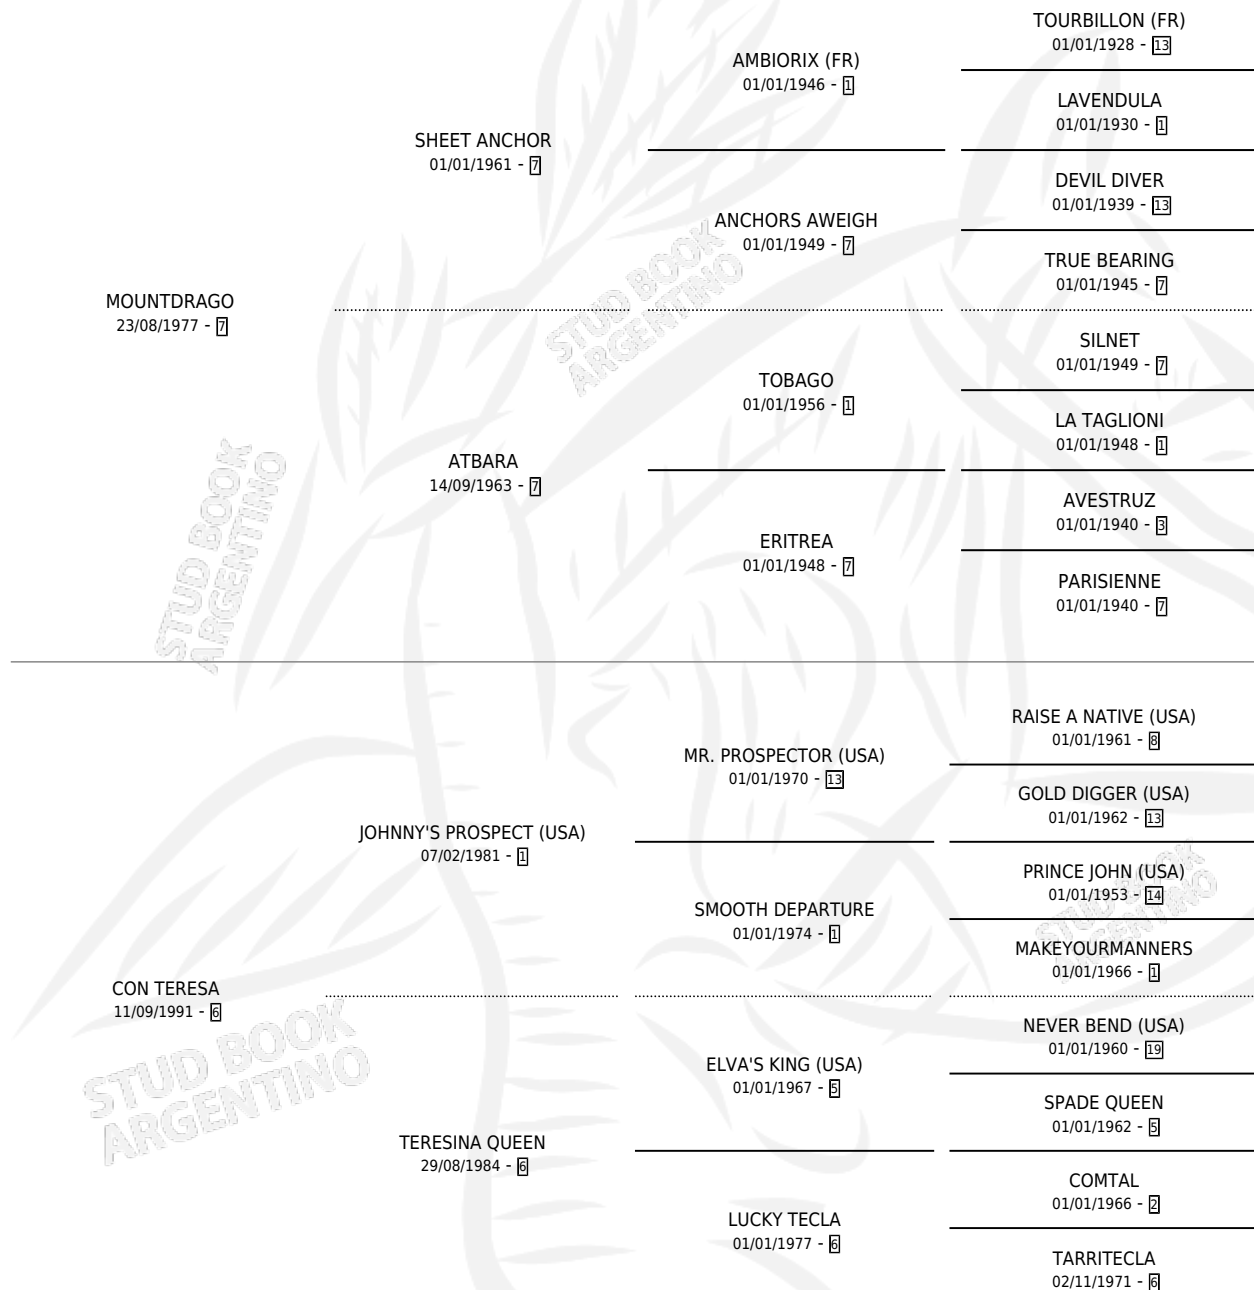 TOURBILLON (FR)
01/01/1928 - 13
AMBIORIX (FR)
01/01/1946 - 1
LAVENDULA
01/01/1930 - 1
SHEET ANCHOR
01/01/1961 - 7
DEVIL DIVER
01/01/1939 - 13
ANCHORS AWEIGH
01/01/1949 - 7
TRUE BEARING
01/01/1945 - 7
MOUNTDRAGO
23/08/1977 - 7
SILNET
01/01/1949 - 7
TOBAGO
01/01/1956 - 1
LA TAGLIONI
01/01/1948 - 1
ATBARA
14/09/1963 - 7
AVESTRUZ
01/01/1940 - 3
ERITREA
01/01/1948 - 7
PARISIENNE
01/01/1940 - 7
STUD BOOK
ARGENTINO
STUD BOOK
ARGENTINO
RAISE A NATIVE (USA)
01/01/1961 - 8
MR. PROSPECTOR (USA)
01/01/1970 - 13
GOLD DIGGER (USA)
01/01/1962 - 13
JOHNNY'S PROSPECT (USA)
07/02/1981 - 1
PRINCE JOHN (USA)
01/01/1953 - 14
SMOOTH DEPARTURE
01/01/1974 - 1
MAKEYOURMANNERS
01/01/1966 - 1
CON TERESA
11/09/1991 - 6
NEVER BEND (USA)
01/01/1960 - 19
ELVA'S KING (USA)
01/01/1967 - 5
SPADE QUEEN
01/01/1962 - 5
TERESINA QUEEN
29/08/1984 - 6
COMTAL
01/01/1966 - 2
LUCKY TECLA
01/01/1977 - 6
TARRITECLA
02/11/1971 - 6
STUD BOOK
ARGENTINO
STUD BOOK
ARGENTINO